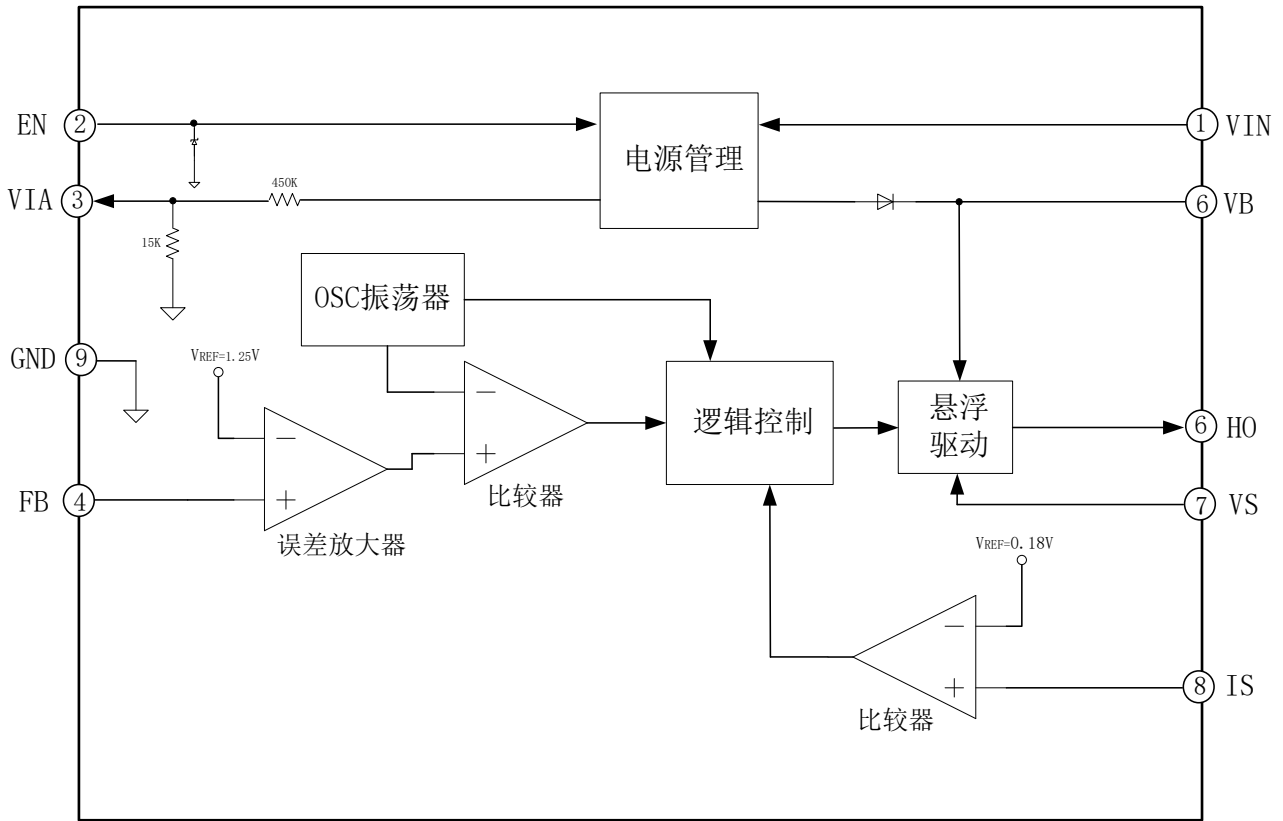 EN ② ① VIN
电源管理
VIA ③ 450K ⑥ VB
15K
OSC振荡器
VREF=1.25V
GND ⑨
悬浮
驱动
逻辑控制
⑥ HO
− +
− +
比较器
FB ④ ⑦ VS
误差放大器
VREF=0.18V
− +
⑧ IS
比较器